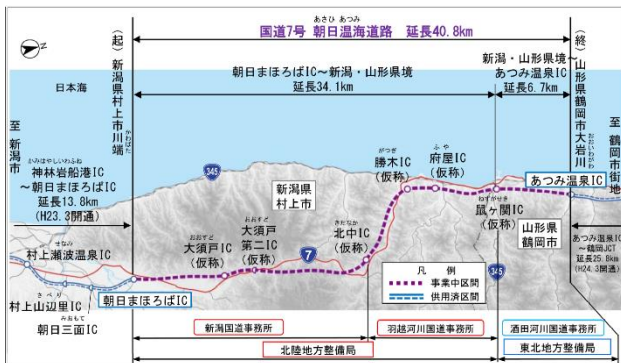 あさひ あつみ
国道7号 朝日温海道路 延長40.8km
(起)新潟県村上市川端
かわばた
(終)山形県鶴岡市大岩川
おおいわがわ
N
日本海
至 新潟市
至 鶴岡市街地
朝日まほろばIC～新潟・山形県境
延長34.1km
新潟・山形県境～
あつみ温泉IC
延長6.7km
かみはやしいわふね
神林岩船港IC
～朝日まほろばIC
延長13.8km
(H23.3開通)
345
新潟県
村上市
がつぎ
勝木IC
(仮称)
ふや
府屋IC
(仮称)
あつみ温泉IC
ねずがせき
鼠ヶ関IC
(仮称)
山形県
鶴岡市
せなみ
村上瀬波温泉IC
おおすど
大須戸IC
(仮称)
おおすど
大須戸
第二IC
(仮称)
きたなか
北中IC
(仮称)
7
345
あつみ温泉IC
～鶴岡JCT
延長25.8km
(H24.3開通)
さべり
村上山辺里IC
みおもて
朝日三面IC
朝日まほろばIC
凡 例
事業中区間
供用済区間
新潟国道事務所
羽越河川国道事務所
酒田河川国道事務所
北陸地方整備局
東北地方整備局